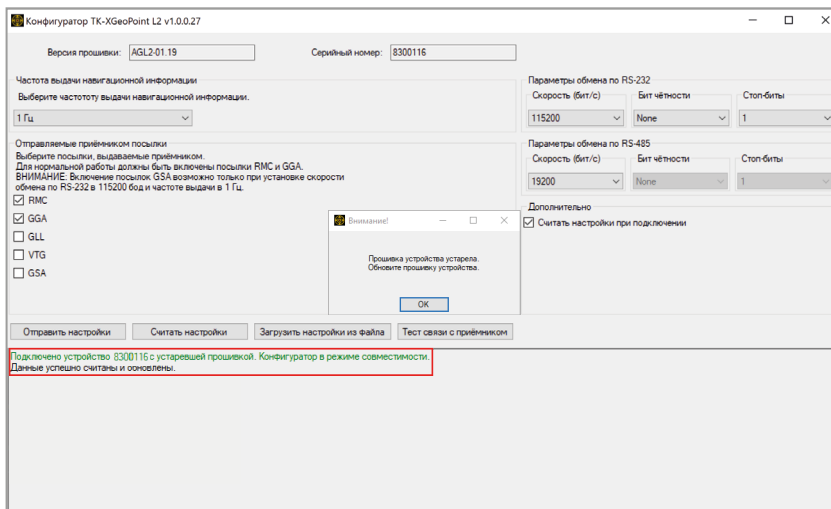 Конфигуратор TK-XGeoPoint L2 v1.0.0.27
Версия прошивки: AGL2-01.19 Серийный номер: 8300116
Частота выдачи навигационной информации
Выберите частототу выдачи навигационной информации.
1 Гц
Параметры обмена по RS-232
Скорость (бит/с) Бит чётности Стоп-биты
115200 None 1
Отправляемые приёмником посылки
Выберите посылки, выдаваемые приёмником.
Для нормальной работы должны быть включены посылки RMC и GGA.
ВНИМАНИЕ: Включение посылок GSA возможно только при установке скорости
обмена по RS-232 в 115200 бод и частоте выдачи в 1 Гц.
RMC
GGA
GLL
VTG
GSA
Параметры обмена по RS-485
Скорость (бит/с) Бит чётности Стоп-биты
19200 None 1
Дополнительно
Считать настройки при подключении
Внимание!
Прошивка устройства устарела.
Обновите прошивку устройства.
OK
Отправить настройки Считать настройки Загрузить настройки из файла Тест связи с приёмником
Подключено устройство 8300116 с устаревшей прошивкой. Конфигуратор в режиме совместимости.
Данные успешно считаны и обновлены.